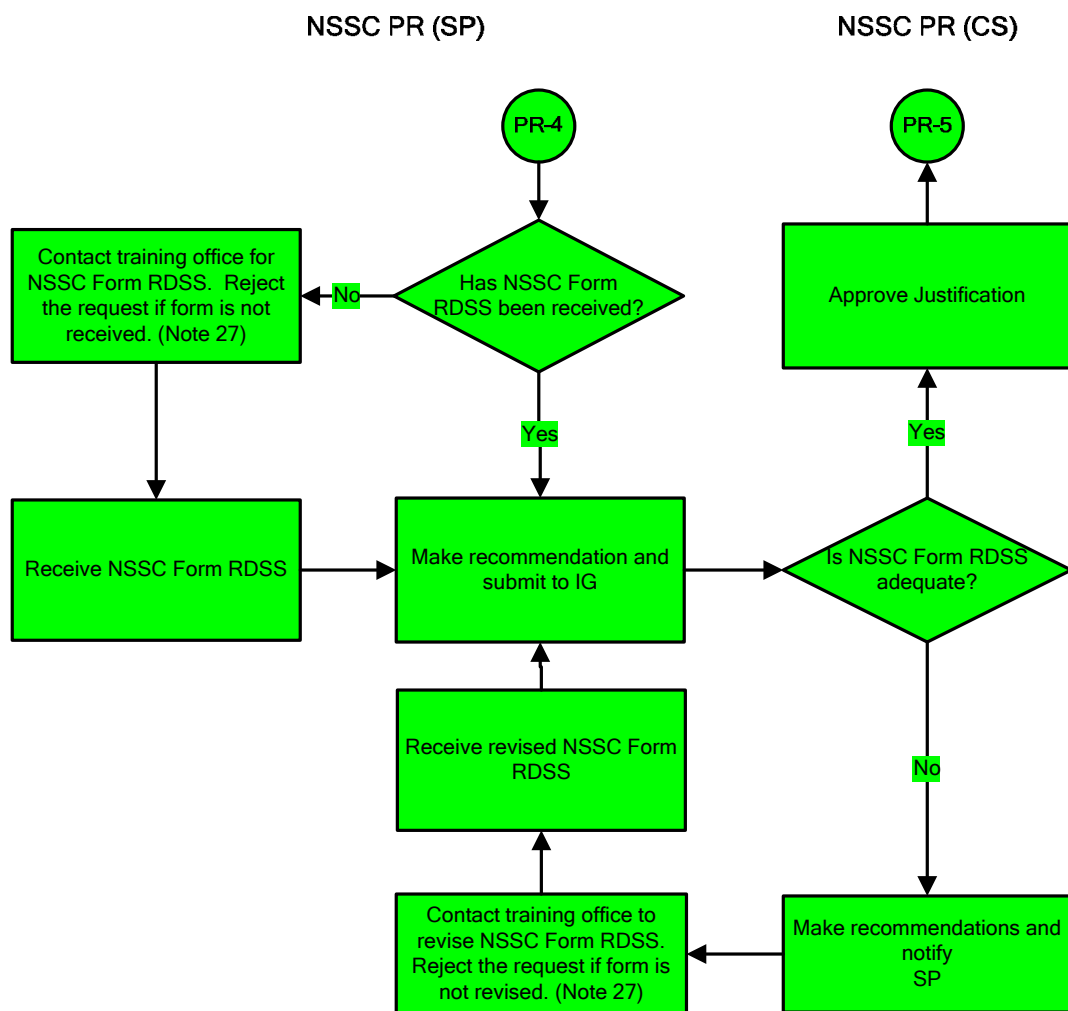 NSSC PR (SP)
NSSC PR (CS)
PR-4
PR-5
Contact training office for
NSSC Form RDSS.  Reject
the request if form is not
received. (Note 27)
No
Has NSSC Form
RDSS been received?
Approve Justification
Yes
Yes
Receive NSSC Form RDSS
Make recommendation and
submit to IG
Is NSSC Form RDSS
adequate?
Receive revised NSSC Form
RDSS
No
Contact training office to
revise NSSC Form RDSS.
Reject the request if form is
not revised. (Note 27)
Make recommendations and
notify
SP